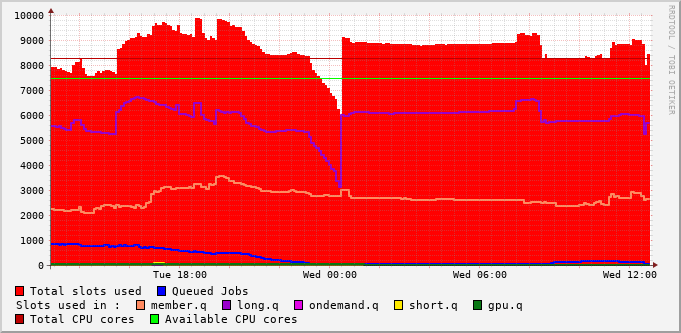 RRDTOOL / TOBI OETIKER
10000
9000
8000
7000
6000
5000
4000
3000
2000
1000
0
Tue 18:00 Wed 00:00 Wed 06:00 Wed 12:00
Total slots used Queued Jobs
Slots used in : member.q long.q ondemand.q short.q gpu.q
Total CPU cores Available CPU cores